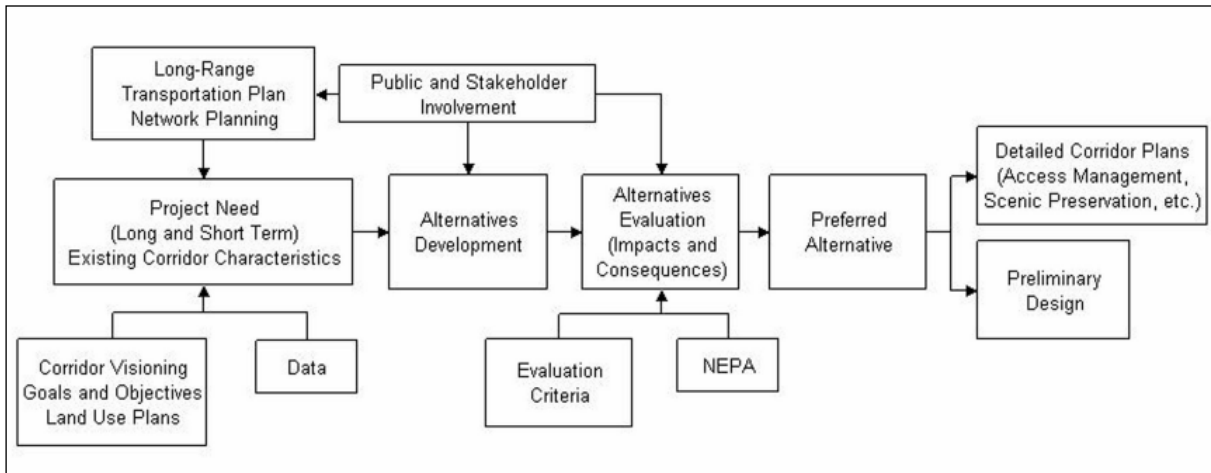 Long-Range
Transportation Plan
Network Planning
Public and Stakeholder
Involvement
Project Need
(Long and Short Term)
Existing Corridor Characteristics
Alternatives
Development
Alternatives
Evaluation
(Impacts and
Consequences)
Preferred
Alternative
Detailed Corridor Plans
(Access Management,
Scenic Preservation, etc.)
Preliminary
Design
Corridor Visioning
Goals and Objectives
Land Use Plans
Data
Evaluation
Criteria
NEPA